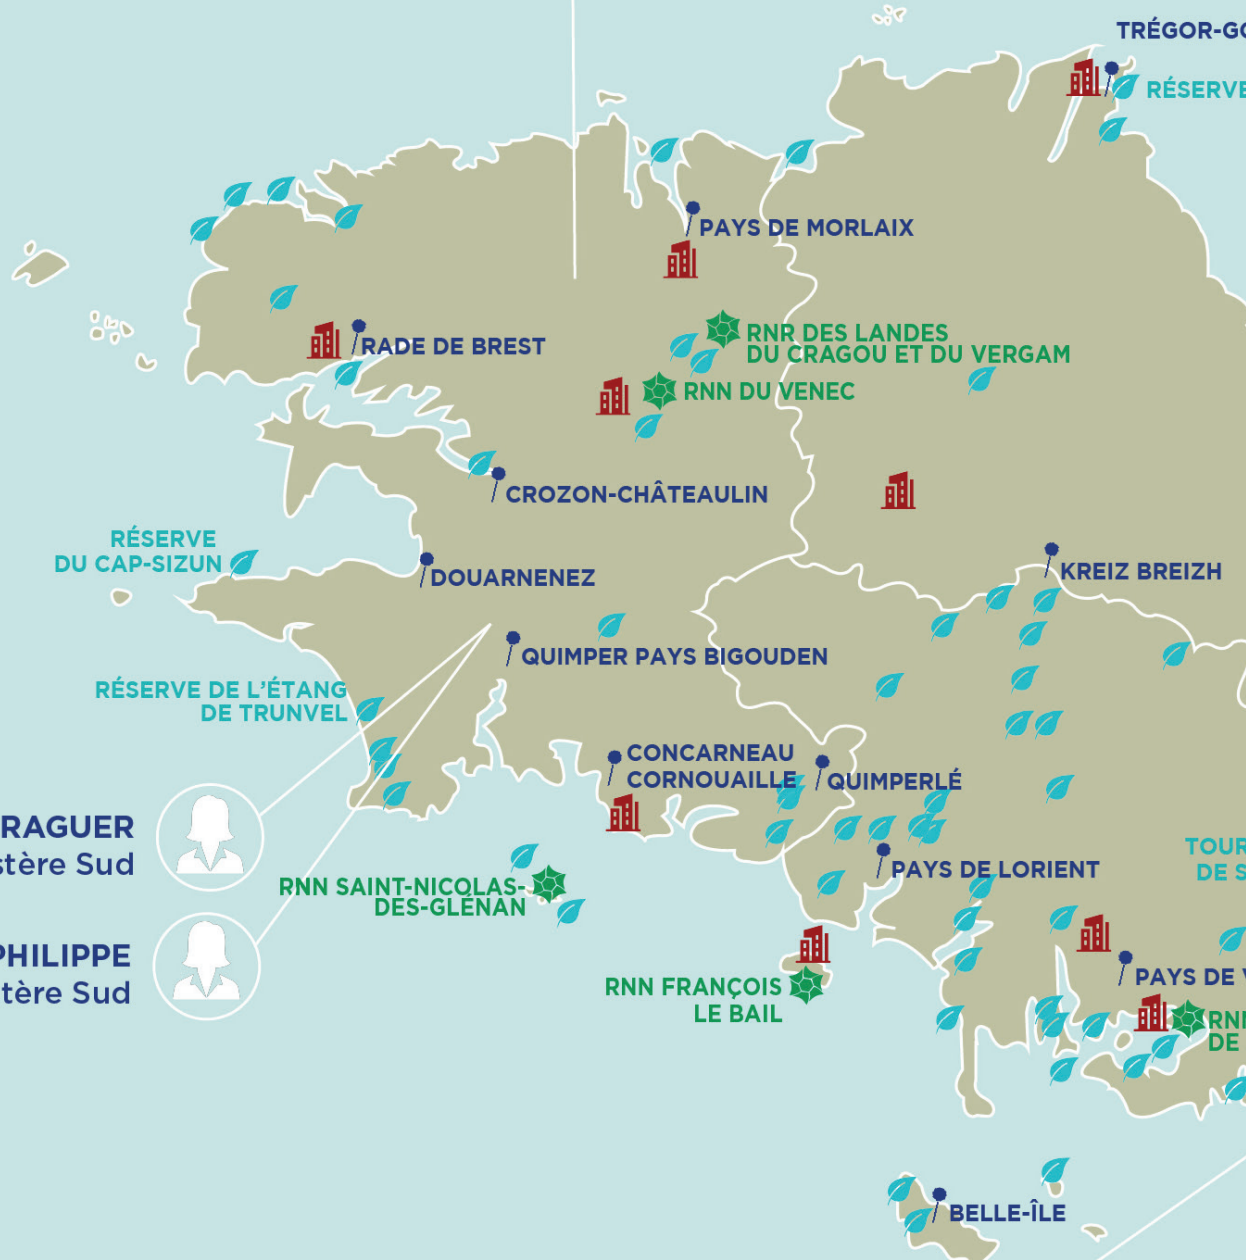 TRÉGOR-GO
RÉSERVE
PAYS DE MORLAIX
RNR DES LANDES
DU CRAGOU ET DU VERGAM
RADE DE BREST
RNN DU VENEC
CROZON-CHÂTEAULIN
RÉSERVE
DU CAP-SIZUN
DOUARNENEZ
KREIZ BREIZH
QUIMPER PAYS BIGOUDEN
RÉSERVE DE L'ÉTANG
DE TRUNVEL
CONCARNEAU
CORNOUAILLE
QUIMPERLÉ
RAGUER
stère Sud
TOUR
DE S
PAYS DE LORIENT
RNN SAINT-NICOLAS-
DES-GLÉNAN
PHILIPPE
tère Sud
RNN FRANÇOIS
LE BAIL
PAYS DE V
RNN
DE
BELLE-ÎLE